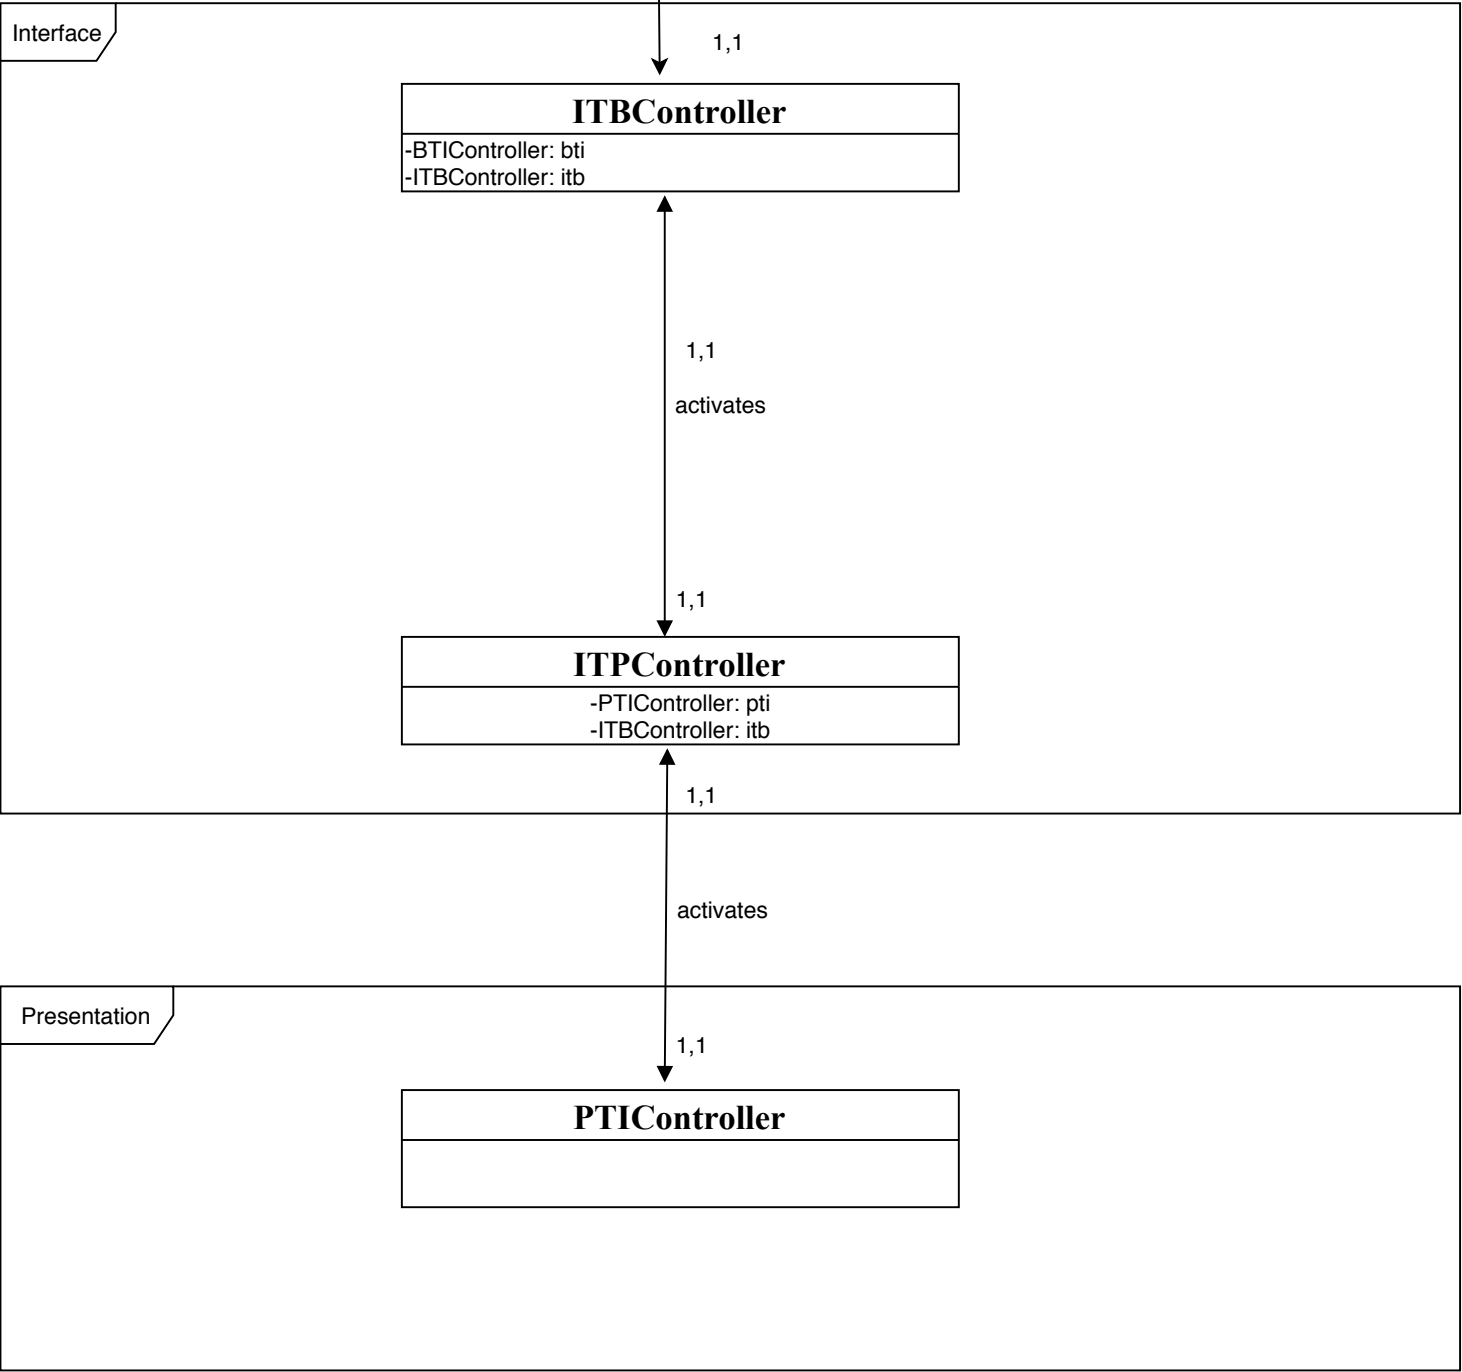 Interface
1,1
ITBController
-BTIController: bti
-ITBController: itb
1,1
activates
1,1
ITPController
-PTIController: pti
-ITBController: itb
1,1
activates
Presentation
1,1
PTIController